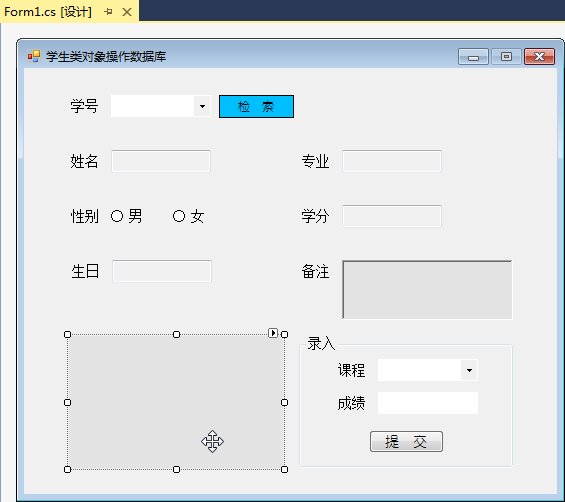 Form1.cs [设计]
学生类对象操作数据库
学号 检 索
姓名 专业
性别 男 女 学分
生日 备注
录入
课程
成绩
提 交